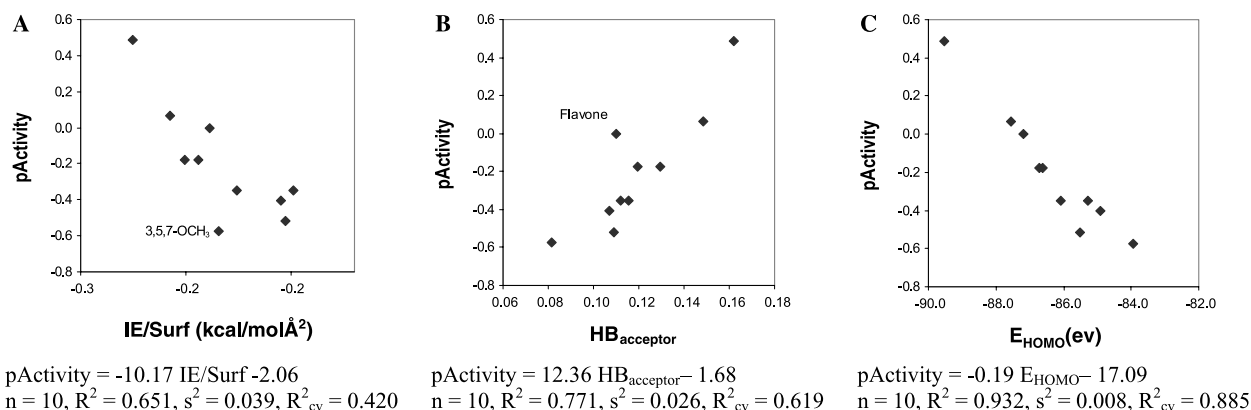 A
0.6
0.4
0.2
0.0
-0.2
-0.4
-0.6
-0.8
pActivity
3,5,7-OCH₃
-0.3 -0.2 -0.2
IE/Surf (kcal/molÅ²)
pActivity = -10.17 IE/Surf -2.06
n = 10, R² = 0.651, s² = 0.039, R²cv = 0.420
B
0.6
0.4
0.2
0.0
-0.2
-0.4
-0.6
-0.8
pActivity
Flavone
0.06 0.08 0.10 0.12 0.14 0.16 0.18
HBacceptor
pActivity = 12.36 HBacceptor– 1.68
n = 10, R² = 0.771, s² = 0.026, R²cv = 0.619
C
0.6
0.4
0.2
0.0
-0.2
-0.4
-0.6
-0.8
pActivity
-90.0 -88.0 -86.0 -84.0 -82.0
EHOMO(ev)
pActivity = -0.19 EHOMO– 17.09
n = 10, R² = 0.932, s² = 0.008, R²cv = 0.885